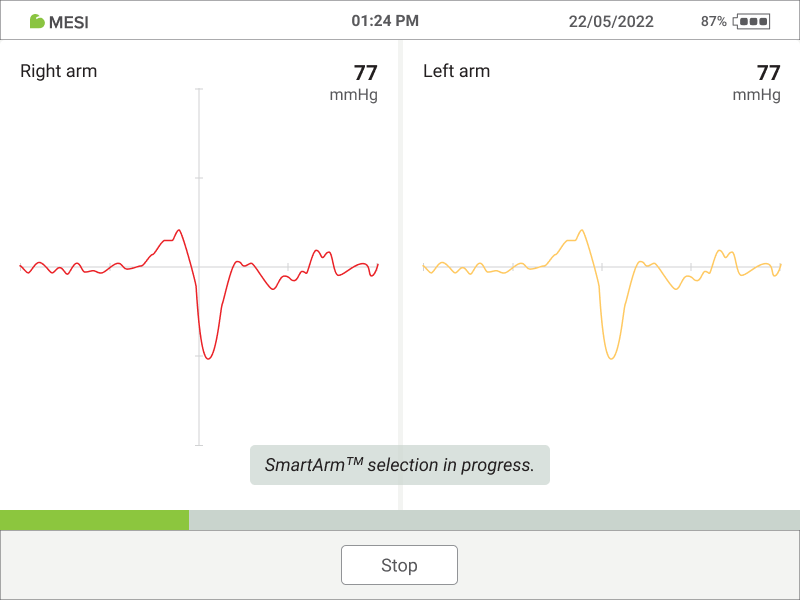 MESI
01:24 PM
22/05/2022
87%
Right arm
77
mmHg
Left arm
77
mmHg
SmartArm™ selection in progress.
Stop